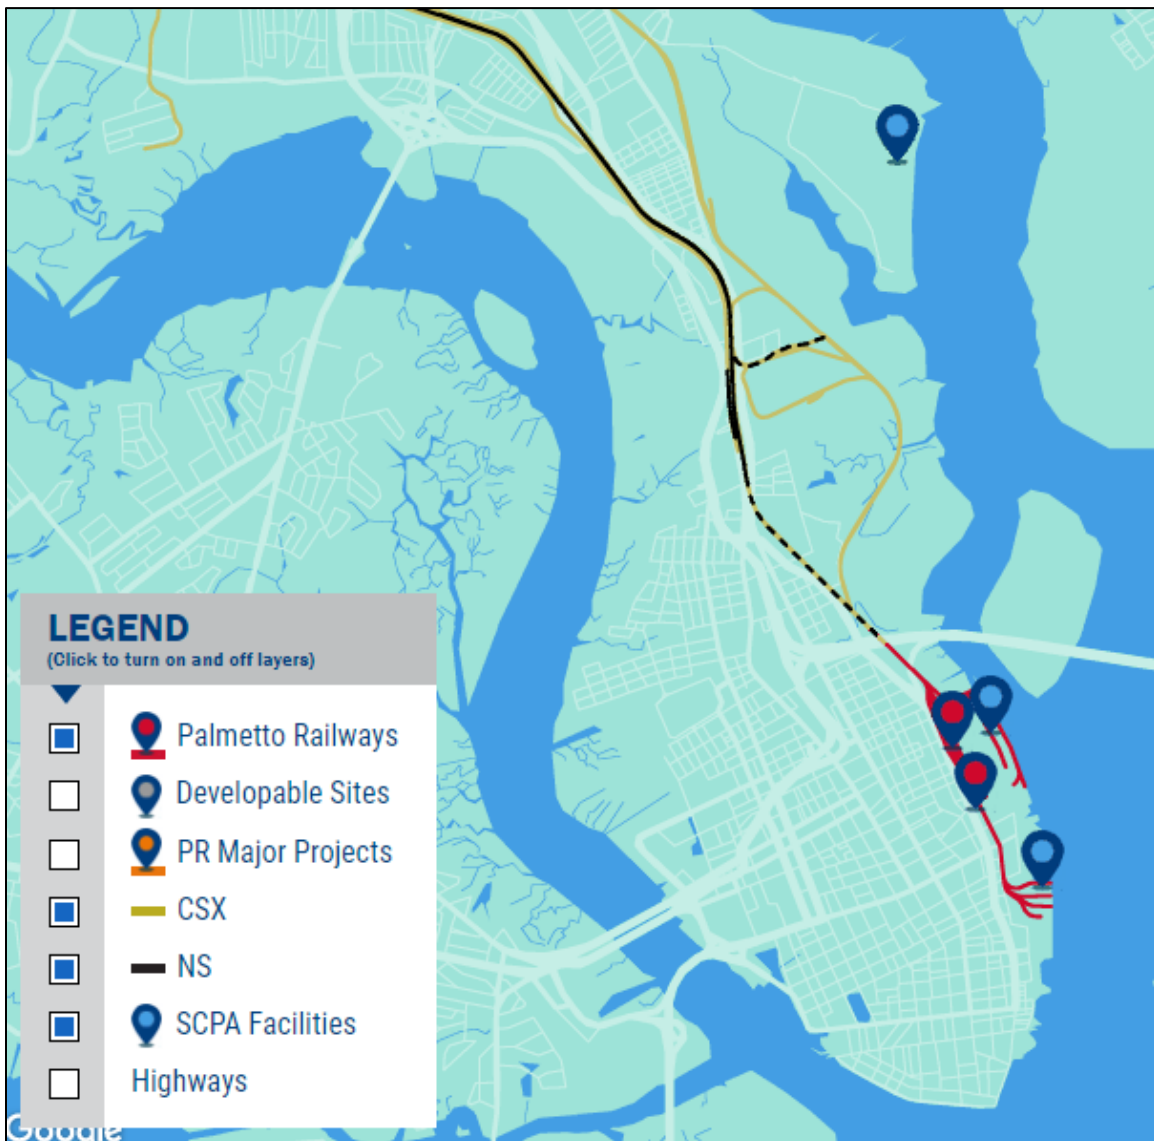 LEGEND
(Click to turn on and off layers)
Palmetto Railways
Developable Sites
PR Major Projects
CSX
NS
SCPA Facilities
Highways
Google